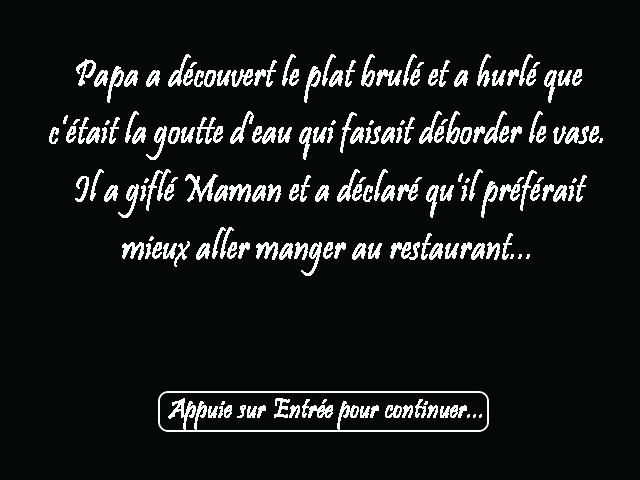 Papa a découvert le plat brulé et a hurlé que
c'était la goutte d'eau qui faisait déborder le vase.
Il a giflé Maman et a déclaré qu'il préférait
mieux aller manger au restaurant...
Appuie sur Entrée pour continuer...